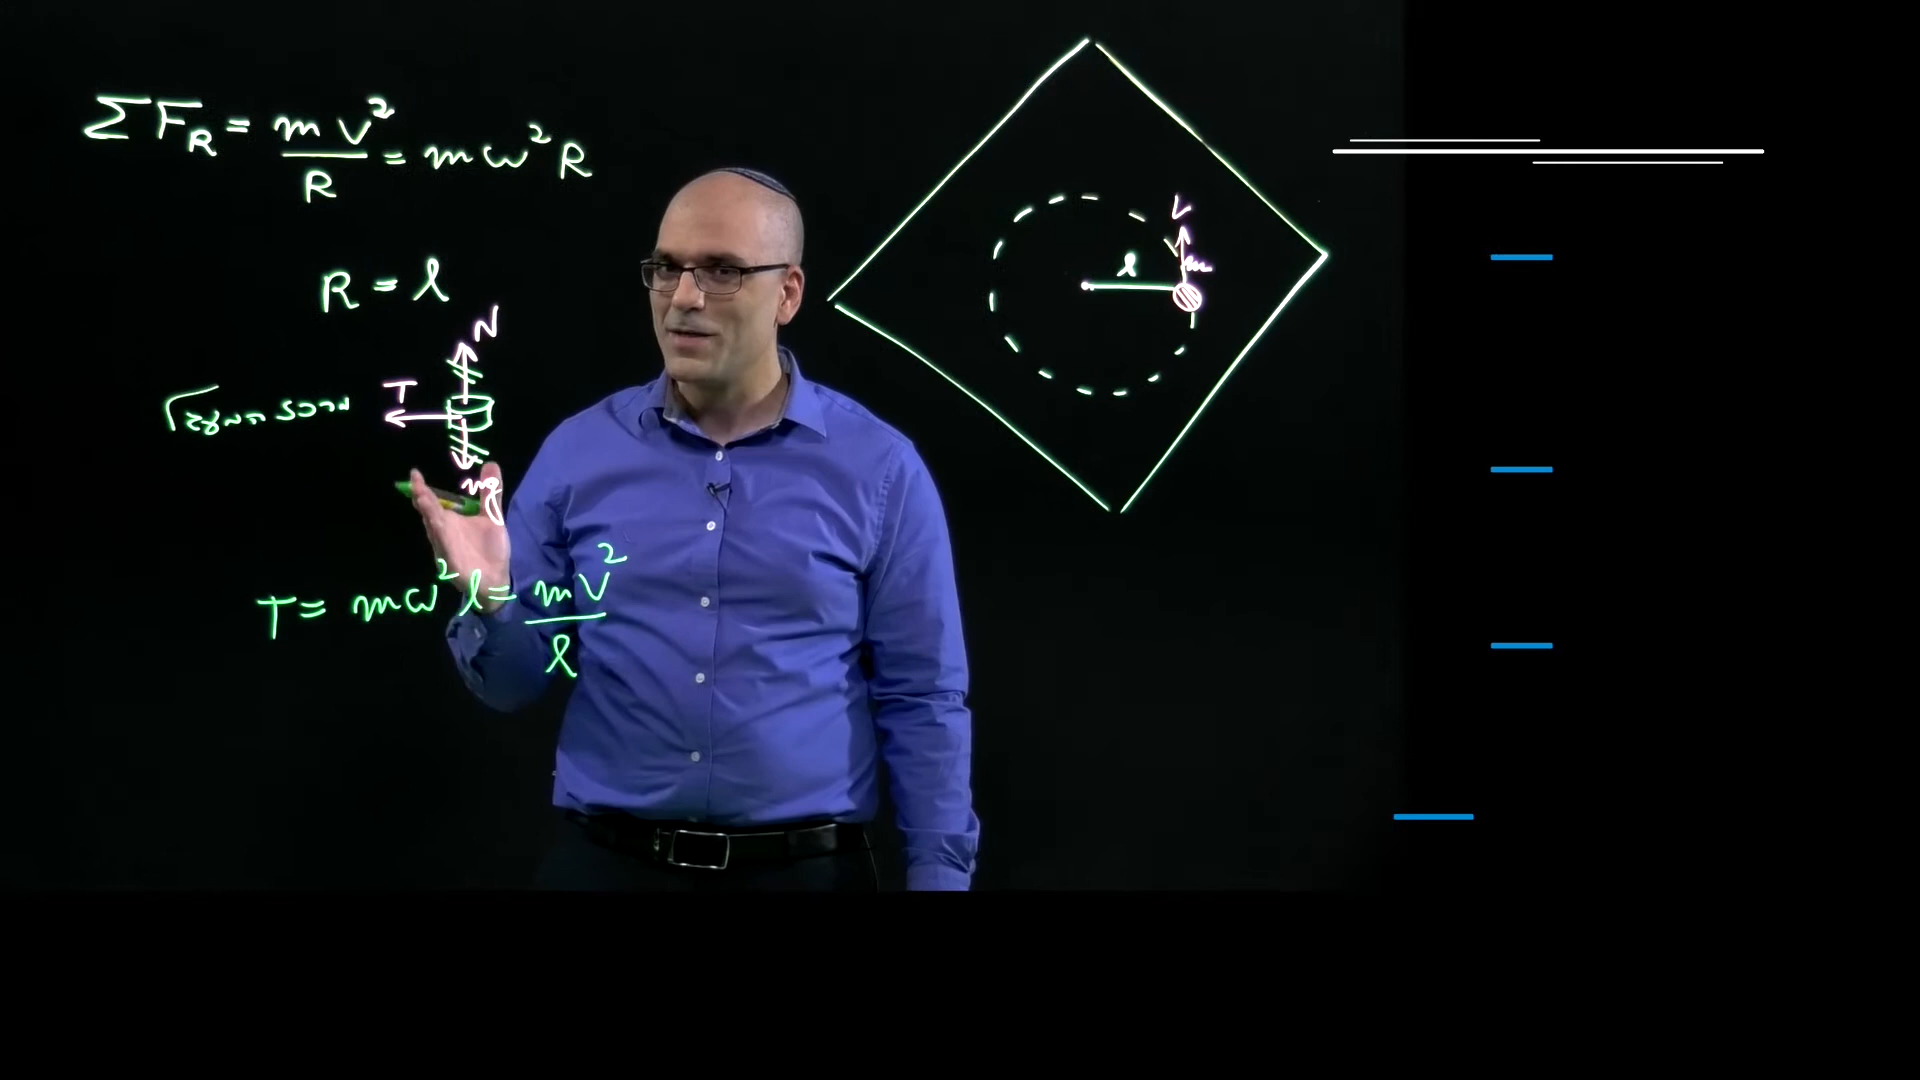 ΣF_R = mv²/R = mω²R
R = l
N
T
mg
T = mω²l = mv²/l
v
l
m